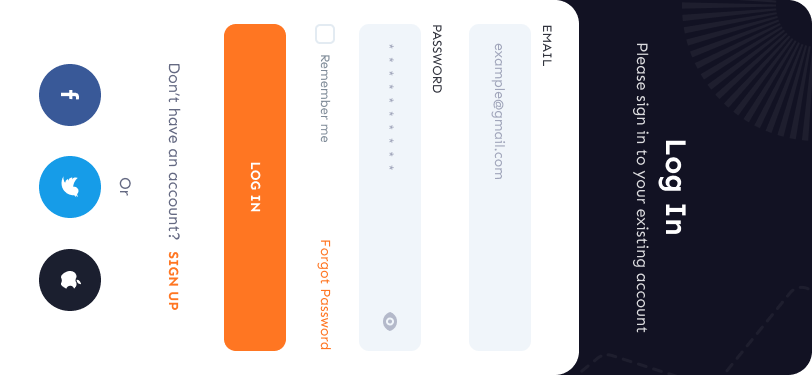 Log In
Please sign in to your existing account
EMAIL
example@gmail.com
PASSWORD
* * * * * * * * * *
Remember me
Forgot Password
LOG IN
Don't have an account? SIGN UP
Or